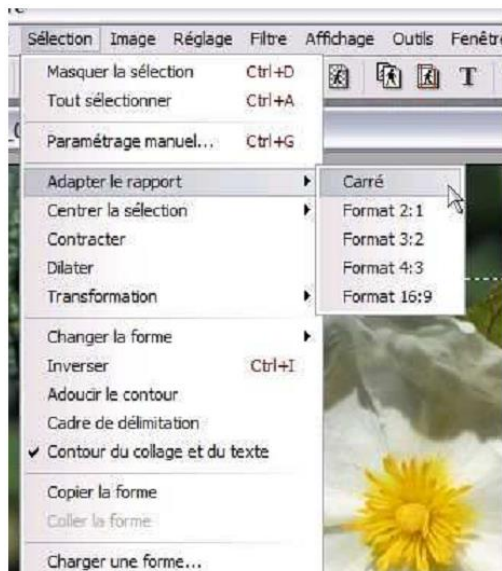 Sélection Image Réglage Filtre Affichage Outils Fenêtre
Masquer la sélection Ctrl+D
Tout sélectionner Ctrl+A
T
Paramétrage manuel... Ctrl+G
Adapter le rapport
Carré
Centrer la sélection
Format 2:1
Contracter
Format 3:2
Dilater
Format 4:3
Transformation
Format 16:9
Changer la forme
Inverser Ctrl+I
Adoucir le contour
Cadre de délimitation
Contour du collage et du texte
Copier la forme
Coller la forme
Charger une forme...